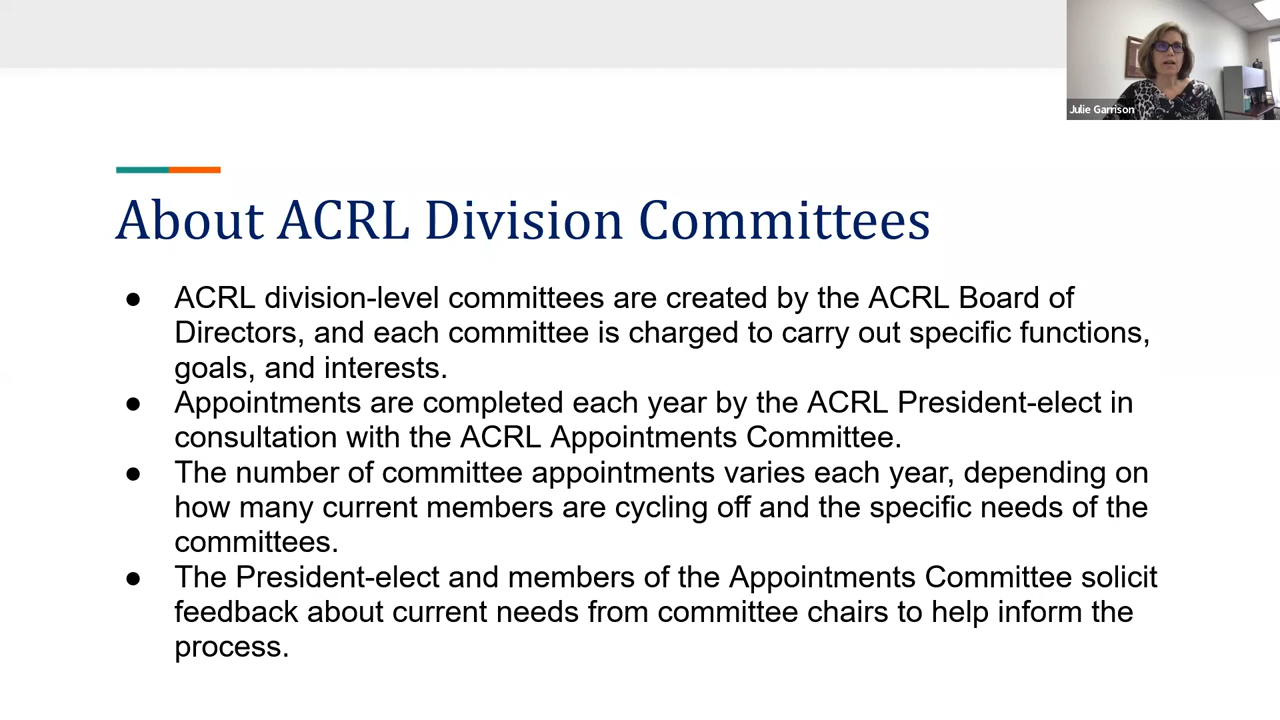 Julie Garrison
About ACRL Division Committees
● ACRL division-level committees are created by the ACRL Board of
Directors, and each committee is charged to carry out specific functions,
goals, and interests.
● Appointments are completed each year by the ACRL President-elect in
consultation with the ACRL Appointments Committee.
● The number of committee appointments varies each year, depending on
how many current members are cycling off and the specific needs of the
committees.
● The President-elect and members of the Appointments Committee solicit
feedback about current needs from committee chairs to help inform the
process.